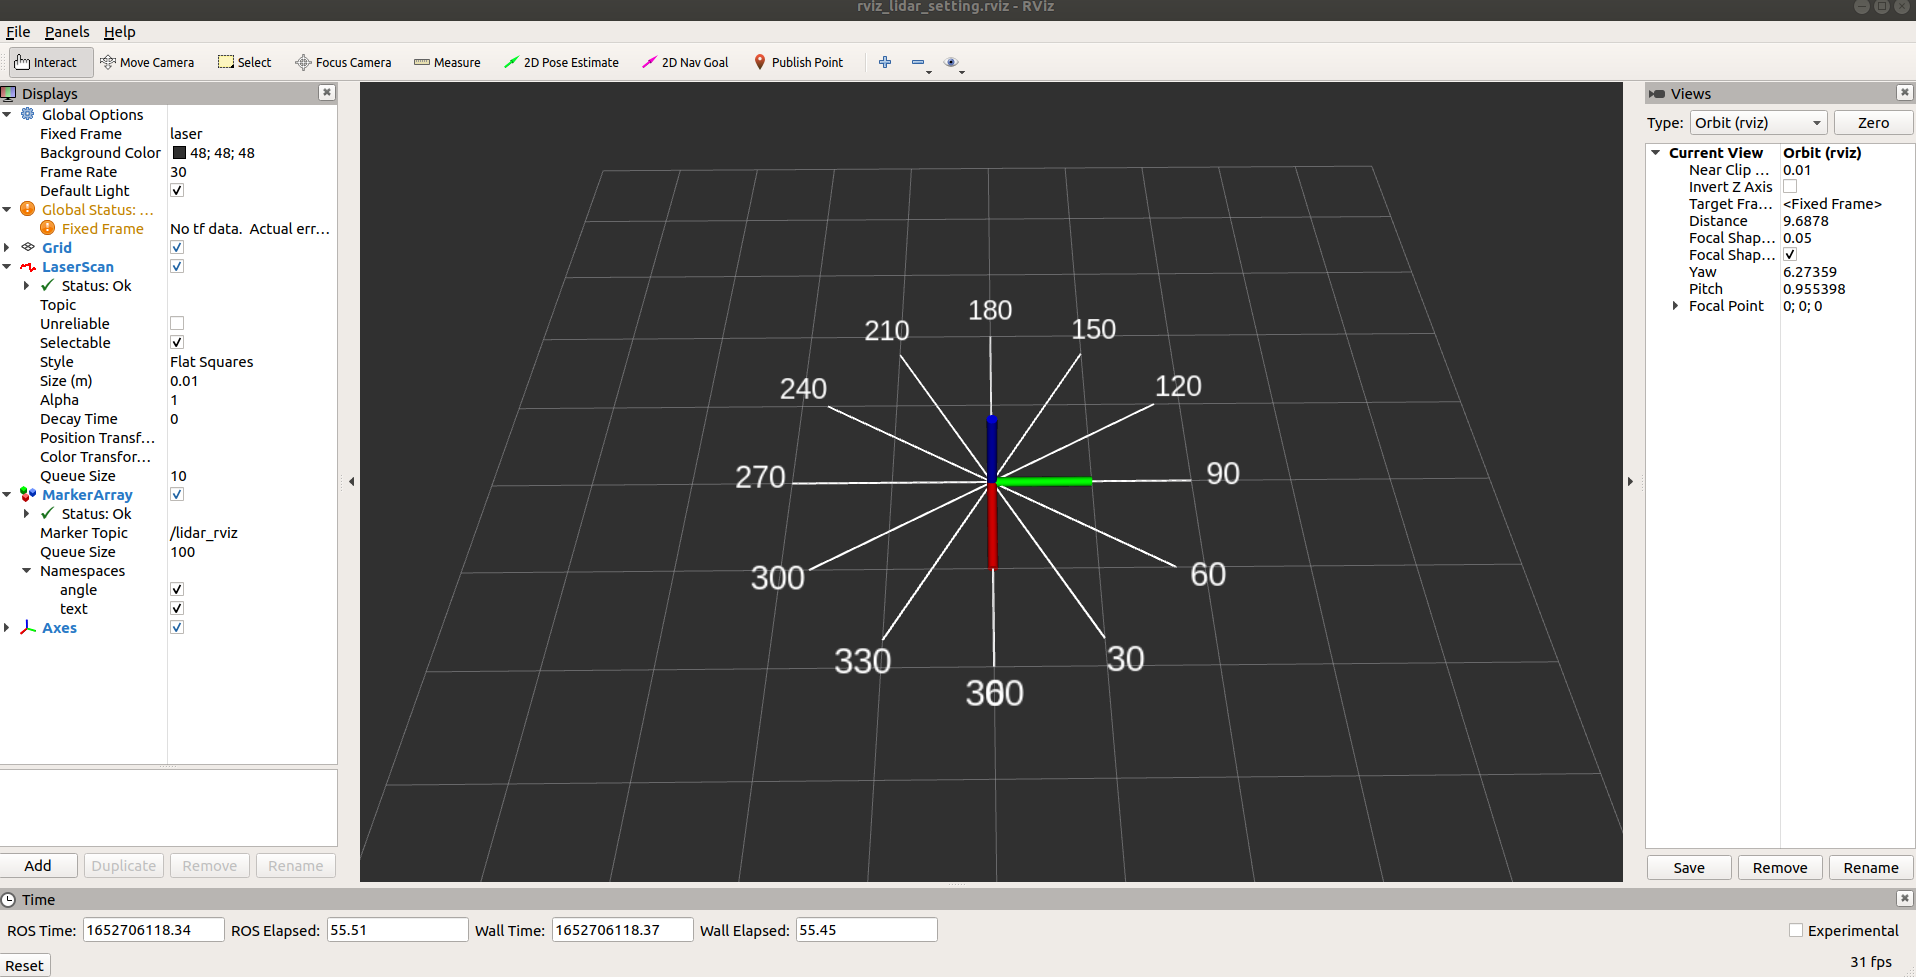 rviz_lidar_setting.rviz - RViz
File Panels Help
Interact Move Camera Select Focus Camera Measure 2D Pose Estimate 2D Nav Goal Publish Point
Displays
Global Options
Fixed Frame laser
Background Color 48; 48; 48
Frame Rate 30
Default Light
Global Status: ...
Fixed Frame No tf data. Actual err...
Grid
LaserScan
Status: Ok
Topic
Unreliable
Selectable
Style Flat Squares
Size (m) 0.01
Alpha 1
Decay Time 0
Position Transf...
Color Transfor...
Queue Size 10
MarkerArray
Status: Ok
Marker Topic /lidar_rviz
Queue Size 100
Namespaces
angle
text
Axes
Add Duplicate Remove Rename
180
210 150
240 120
270 90
300 60
330 30
360
0
Views
Type: Orbit (rviz) Zero
Current View Orbit (rviz)
Near Clip ... 0.01
Invert Z Axis
Target Fra... <Fixed Frame>
Distance 9.6878
Focal Shap... 0.05
Focal Shap...
Yaw 6.27359
Pitch 0.955398
Focal Point 0; 0; 0
Save Remove Rename
Time
ROS Time: 1652706118.34 ROS Elapsed: 55.51 Wall Time: 1652706118.37 Wall Elapsed: 55.45 Experimental
Reset 31 fps